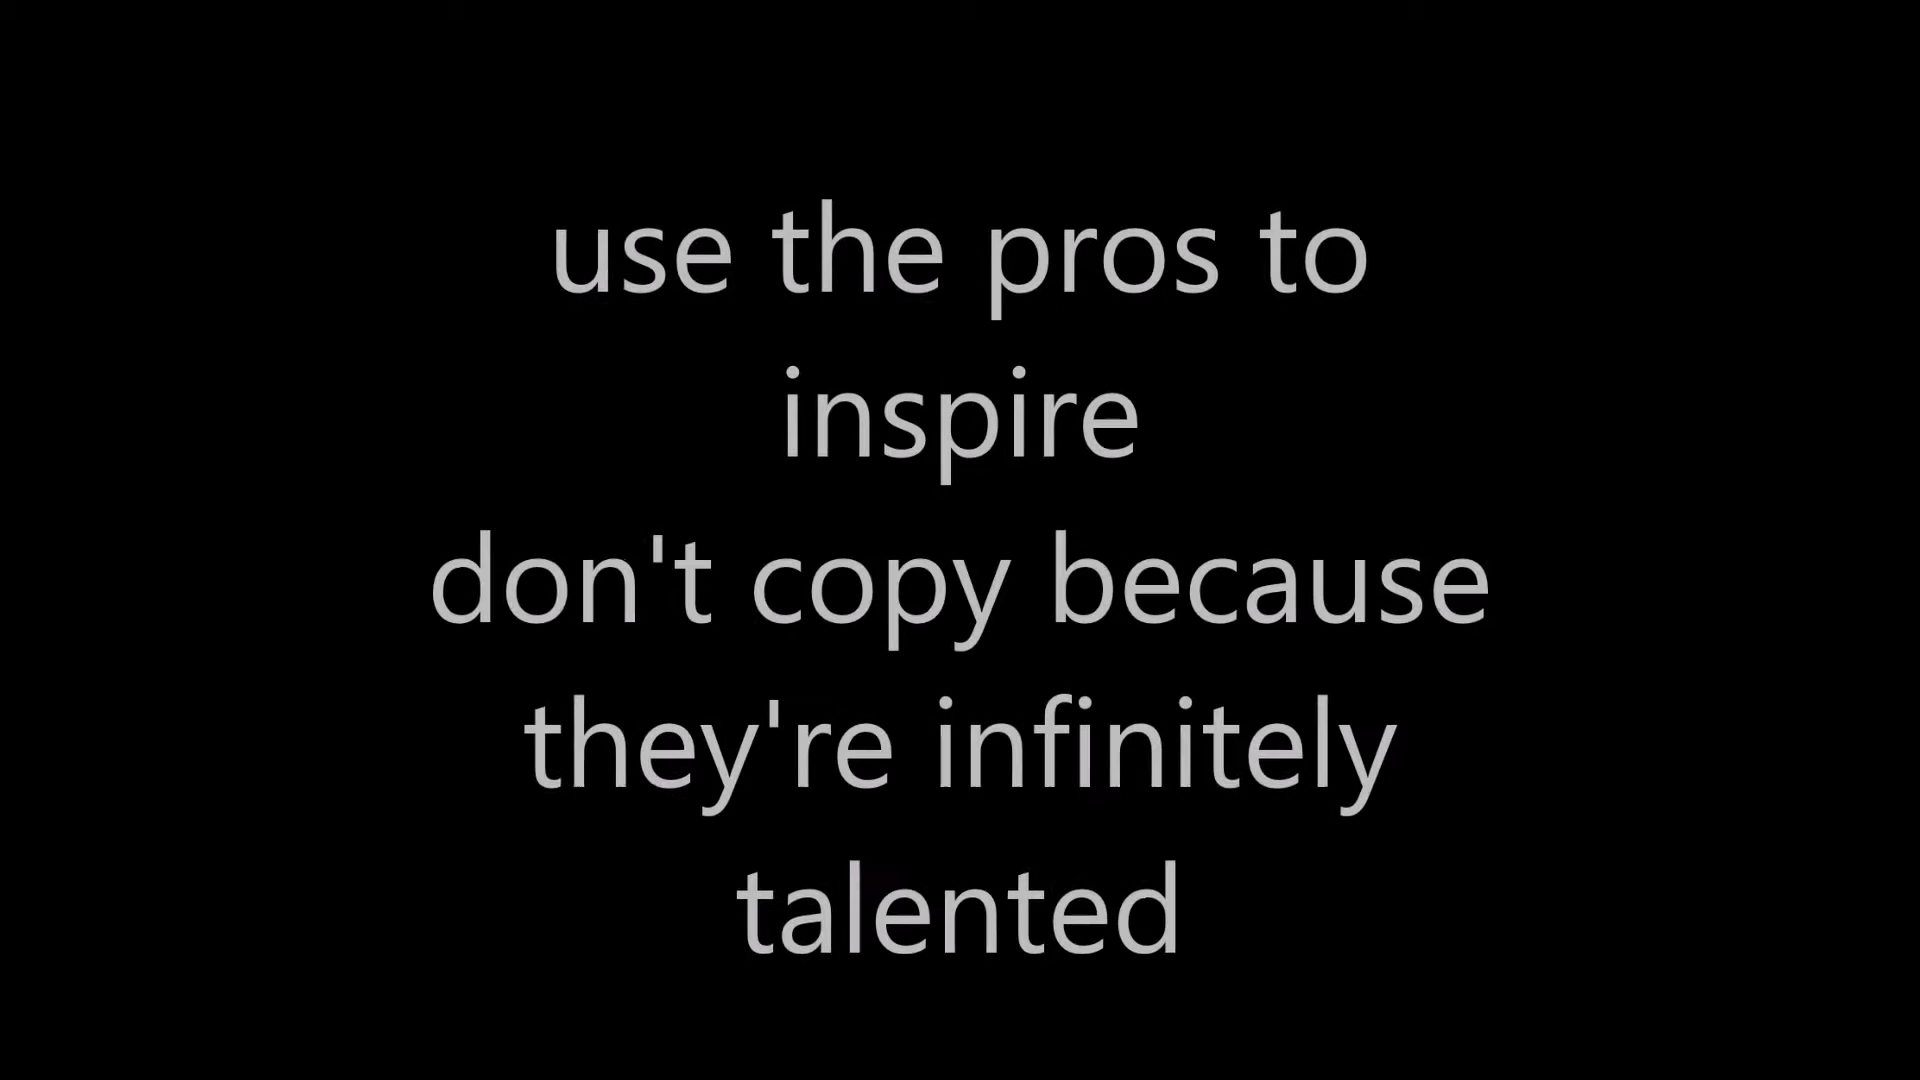 use the pros to
inspire
don't copy because
they're infinitely
talented